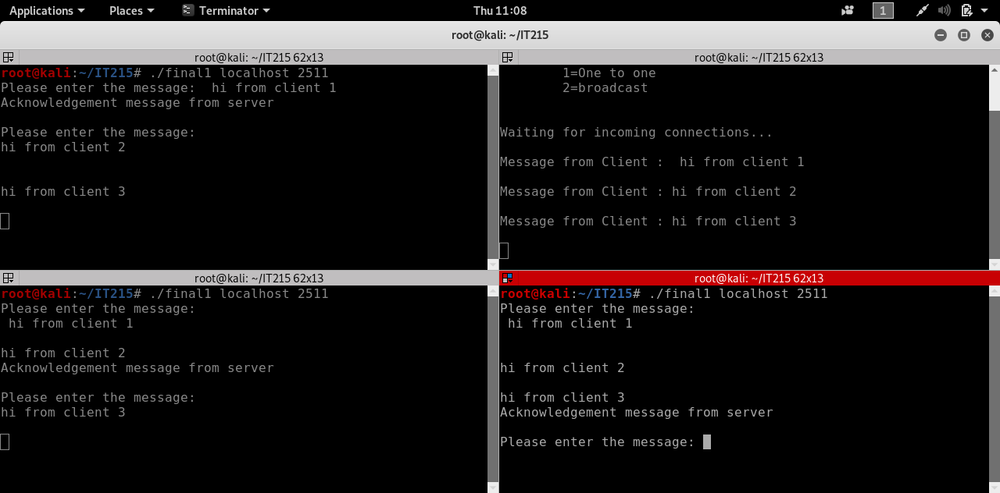 Applications Places Terminator Thu 11:08 1
root@kali: ~/IT215
root@kali: ~/IT215 62x13
root@kali:~/IT215# ./final1 localhost 2511
Please enter the message:  hi from client 1
Acknowledgement message from server
Please enter the message:
hi from client 2
hi from client 3
root@kali: ~/IT215 62x13
1=One to one
2=broadcast
Waiting for incoming connections...
Message from Client :  hi from client 1
Message from Client : hi from client 2
Message from Client : hi from client 3
root@kali: ~/IT215 62x13
root@kali:~/IT215# ./final1 localhost 2511
Please enter the message:
 hi from client 1
hi from client 2
Acknowledgement message from server
Please enter the message:
hi from client 3
root@kali: ~/IT215 62x13
root@kali:~/IT215# ./final1 localhost 2511
Please enter the message:
 hi from client 1
hi from client 2
hi from client 3
Acknowledgement message from server
Please enter the message: